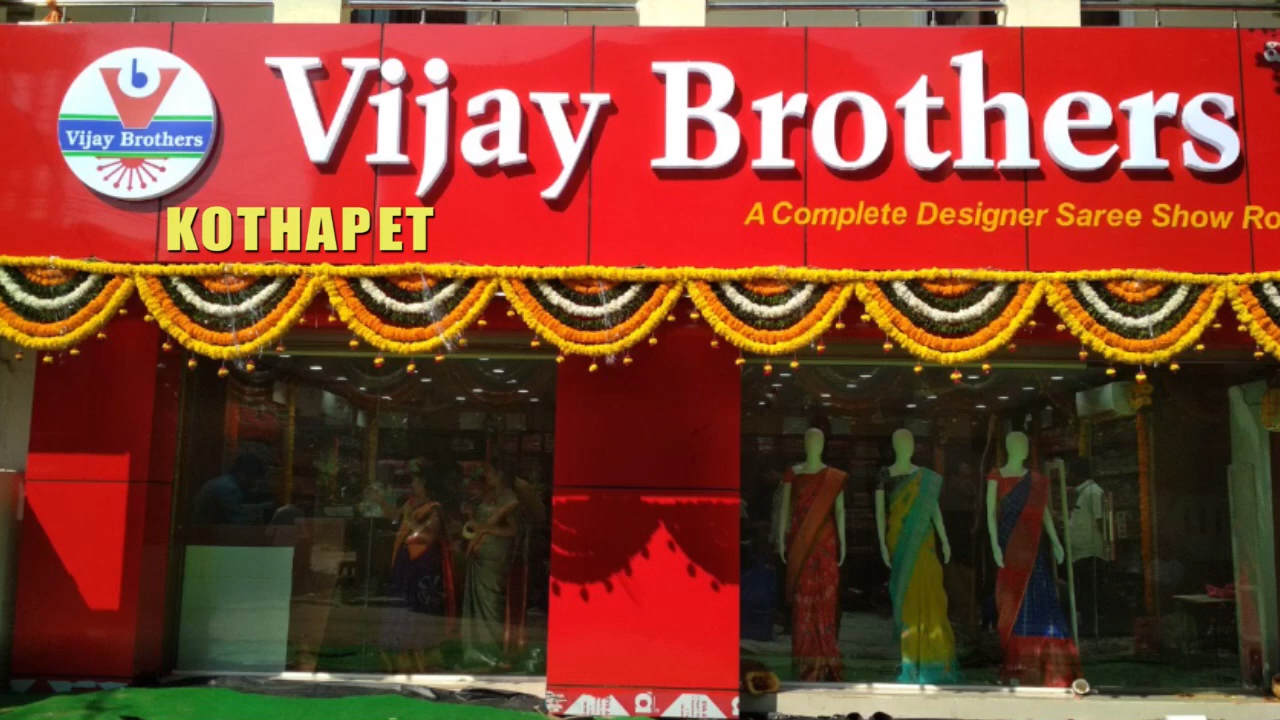 b
Vijay Brothers
Vijay Brothers
KOTHAPET
A Complete Designer Saree Show Ro